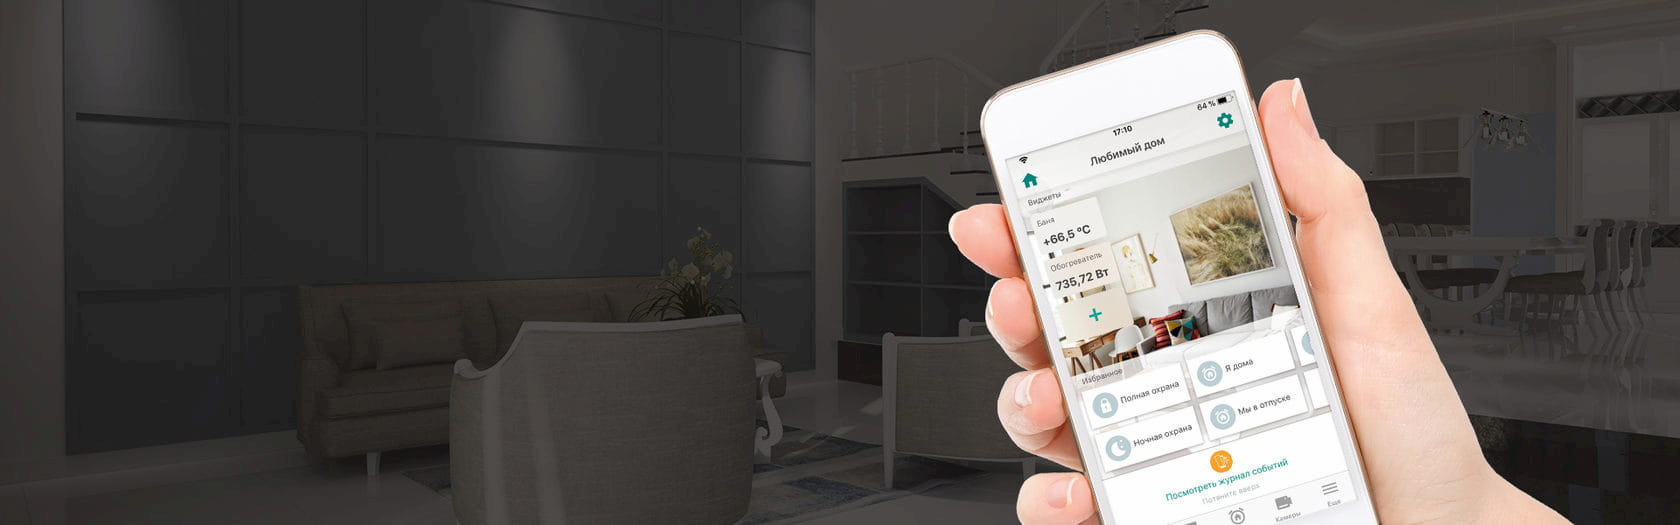 64 %
17:10
Любимый дом
Виджеты
Баня
+66,5 ºC
Обогреватель
735,72 Вт
+
Избранное
Полная охрана
Я дома
Ночная охрана
Мы в отпуске
Посмотреть журнал событий
Потяните вверх
Камеры
Еще